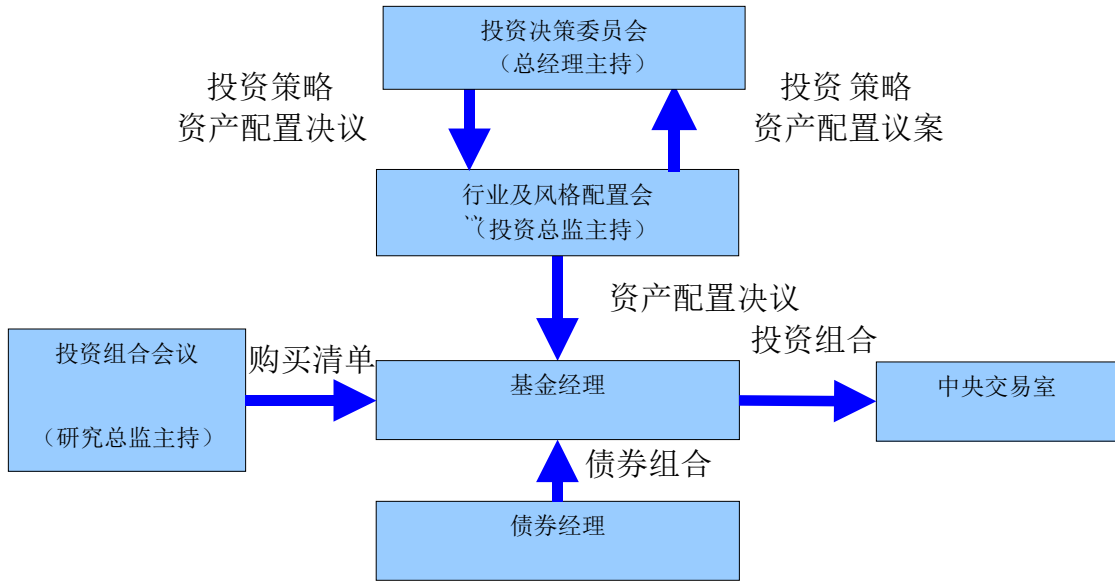 投资决策委员会
（总经理主持）
投资策略
资产配置决议
投资 策略
资产配置议案
行业及风格配置会
（投资总监主持）
资产配置决议
投资组合会议
（研究总监主持）
购买清单
基金经理
投资组合
中央交易室
债券组合
债券经理